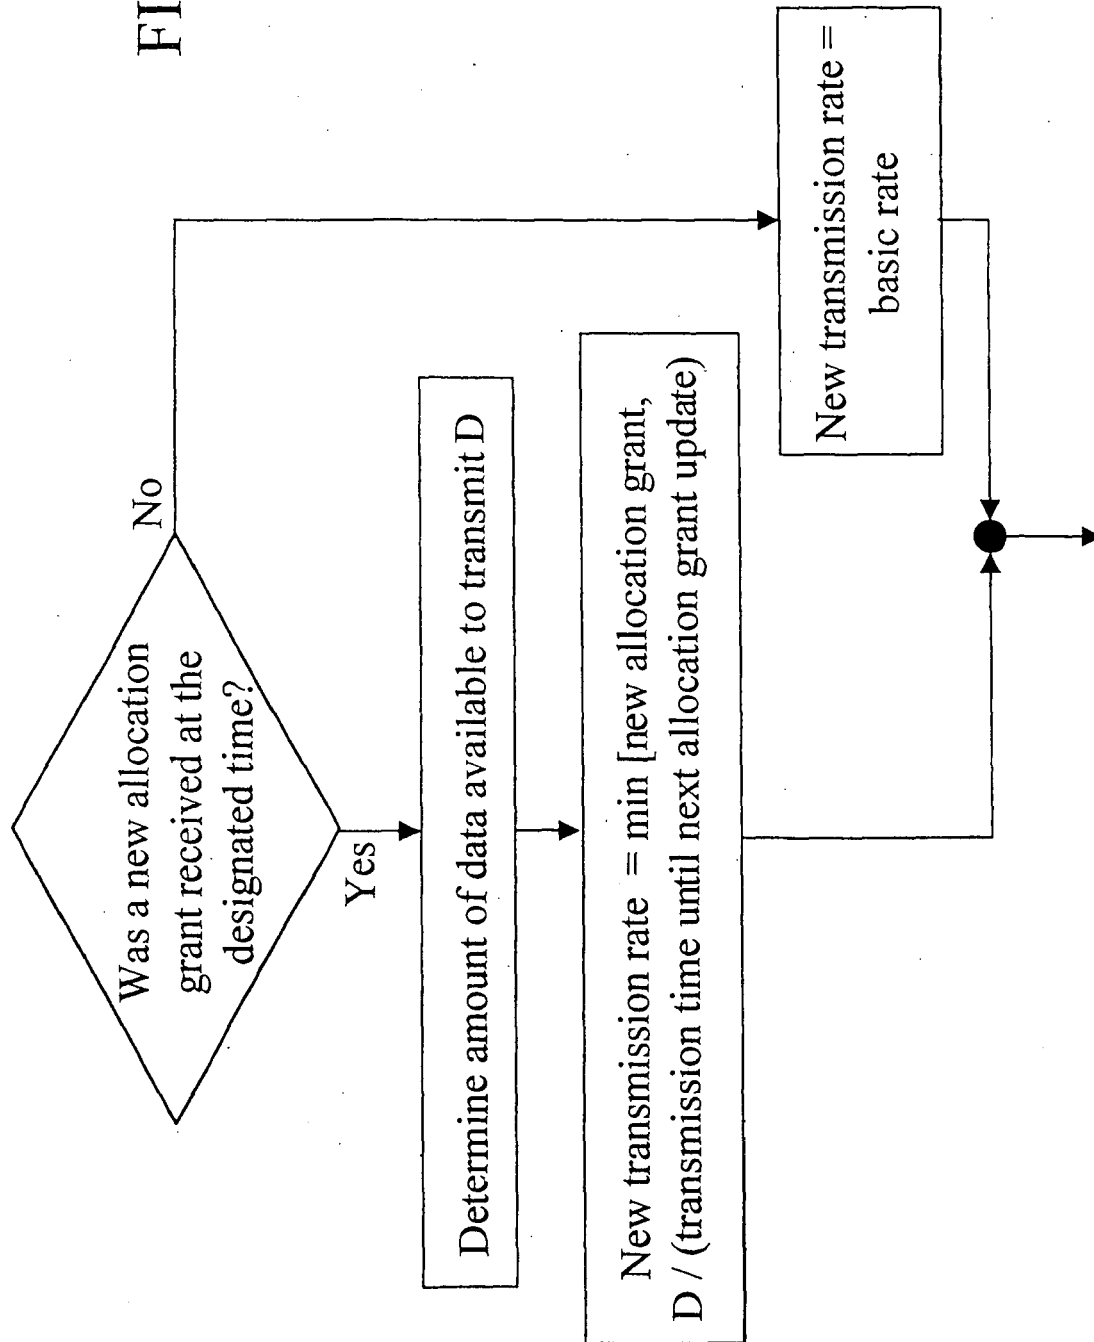 FI
Was a new allocation
grant received at the
designated time?
No
Yes
Determine amount of data available to transmit D
New transmission rate = min [new allocation grant,
D / (transmission time until next allocation grant update)
New transmission rate =
basic rate